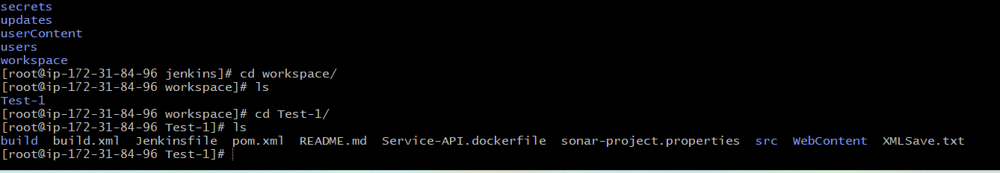 secrets
updates
userContent
users
workspace
[root@ip-172-31-84-96 jenkins]# cd workspace/
[root@ip-172-31-84-96 workspace]# ls
Test-1
[root@ip-172-31-84-96 workspace]# cd Test-1/
[root@ip-172-31-84-96 Test-1]# ls
build  build.xml  Jenkinsfile  pom.xml  README.md  Service-API.dockerfile  sonar-project.properties  src  WebContent  XMLSave.txt
[root@ip-172-31-84-96 Test-1]#